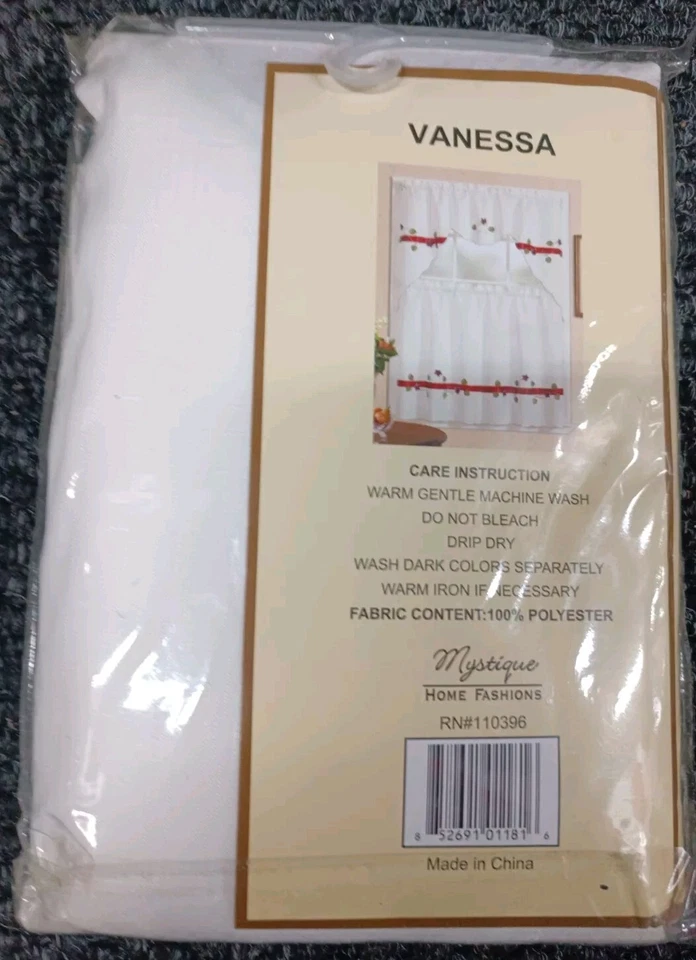 VANESSA
CARE INSTRUCTION
WARM GENTLE MACHINE WASH
DO NOT BLEACH
DRIP DRY
WASH DARK COLORS SEPARATELY
WARM IRON IF NECESSARY
FABRIC CONTENT:100% POLYESTER
Mystique
HOME FASHIONS
RN#110396
8 52691 01181 6
Made in China